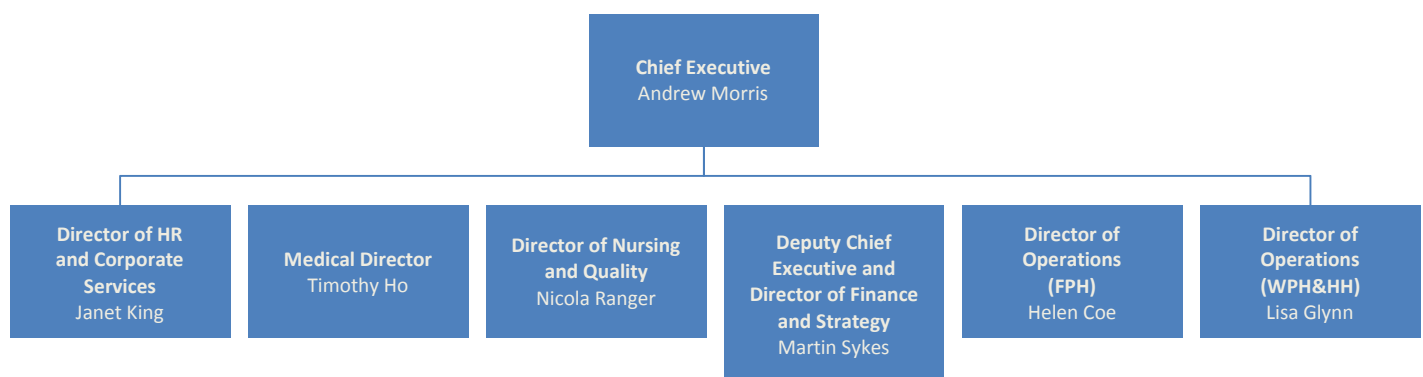 Chief Executive
Andrew Morris
Director of HR
and Corporate
Services
Janet King
Medical Director
Timothy Ho
Director of Nursing
and Quality
Nicola Ranger
Deputy Chief
Executive and
Director of Finance
and Strategy
Martin Sykes
Director of
Operations
(FPH)
Helen Coe
Director of
Operations
(WPH&HH)
Lisa Glynn